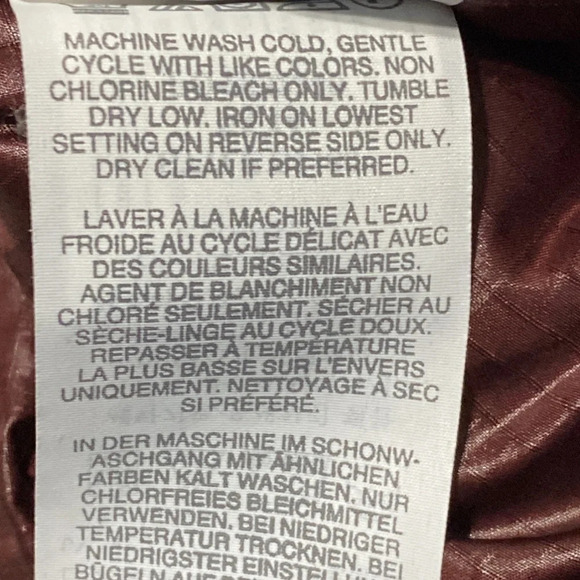 MACHINE WASH COLD, GENTLE
CYCLE WITH LIKE COLORS. NON
CHLORINE BLEACH ONLY. TUMBLE
DRY LOW. IRON ON LOWEST
SETTING ON REVERSE SIDE ONLY.
DRY CLEAN IF PREFERRED.
LAVER À LA MACHINE À L'EAU
FROIDE AU CYCLE DÉLICAT AVEC
DES COULEURS SIMILAIRES.
AGENT DE BLANCHIMENT NON
CHLORÉ SEULEMENT. SÉCHER AU
SÈCHE-LINGE AU CYCLE DOUX.
REPASSER À TEMPÉRATURE
LA PLUS BASSE SUR L'ENVERS
UNIQUEMENT. NETTOYAGE À SEC
SI PRÉFÉRÉ.
IN DER MASCHINE IM SCHONW-
ASCHGANG MIT ÄHNLICHEN
FARBEN KALT WASCHEN. NUR
CHLORFREIES BLEICHMITTEL
VERWENDEN. BEI NIEDRIGER
TEMPERATUR TROCKNEN. BEI
NIEDRIGSTER
BÜGELN AUF